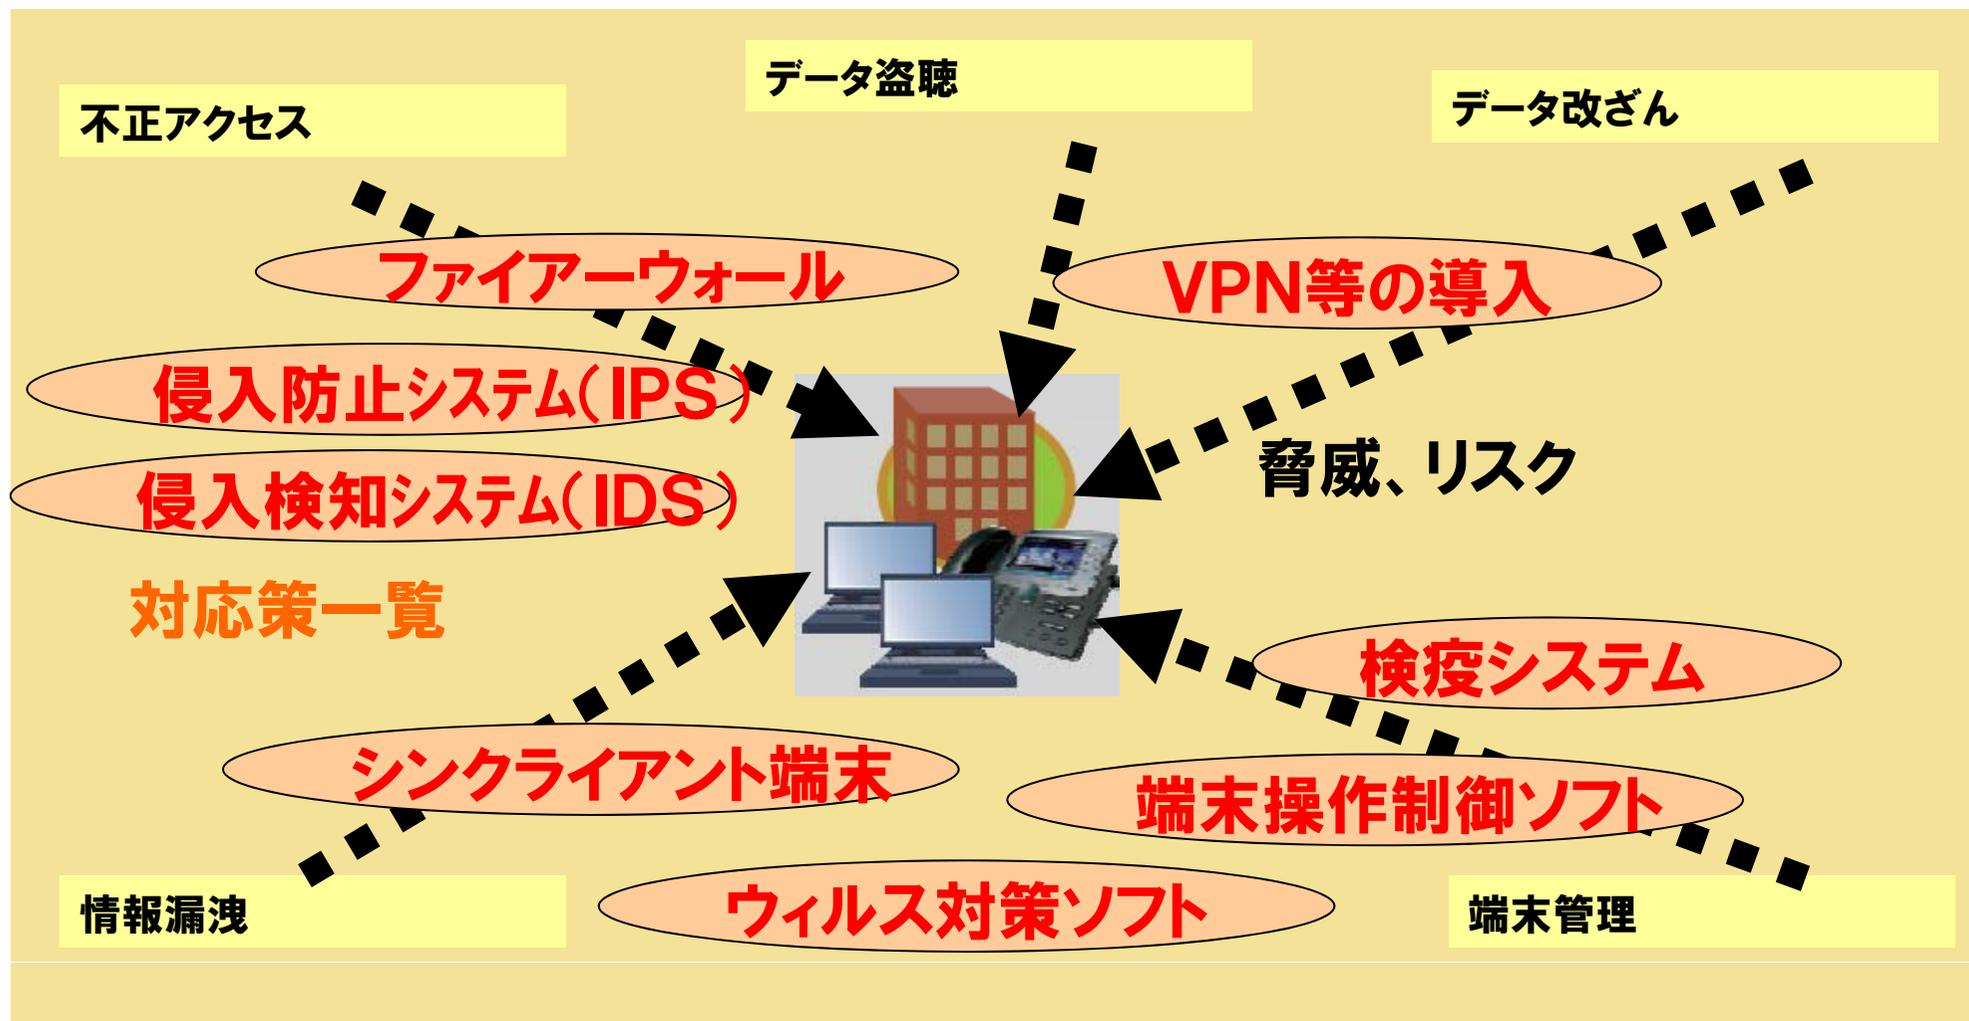 データ盗聴
不正アクセス
データ改ざん
ファイアーウォール
VPN等の導入
侵入防止システム(IPS)
脅威、リスク
侵入検知システム(IDS)
対応策一覧
検疫システム
シンクライアント端末
端末操作制御ソフト
情報漏洩
ウィルス対策ソフト
端末管理